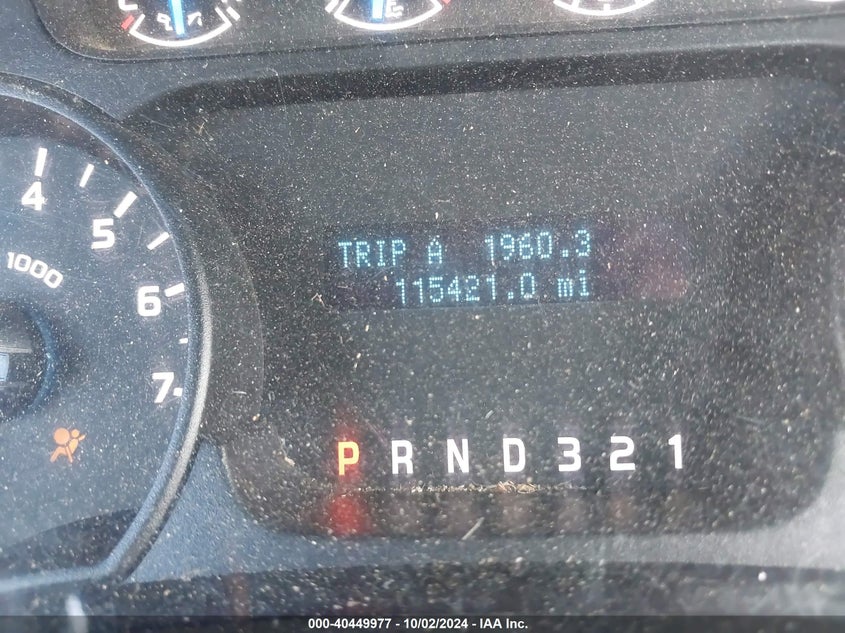 4
5
x1000
6
7
TRIP A 1960.3
115421.0 mi
P R N D 3 2 1
000-40449977 - 10/02/2024 - IAA Inc.